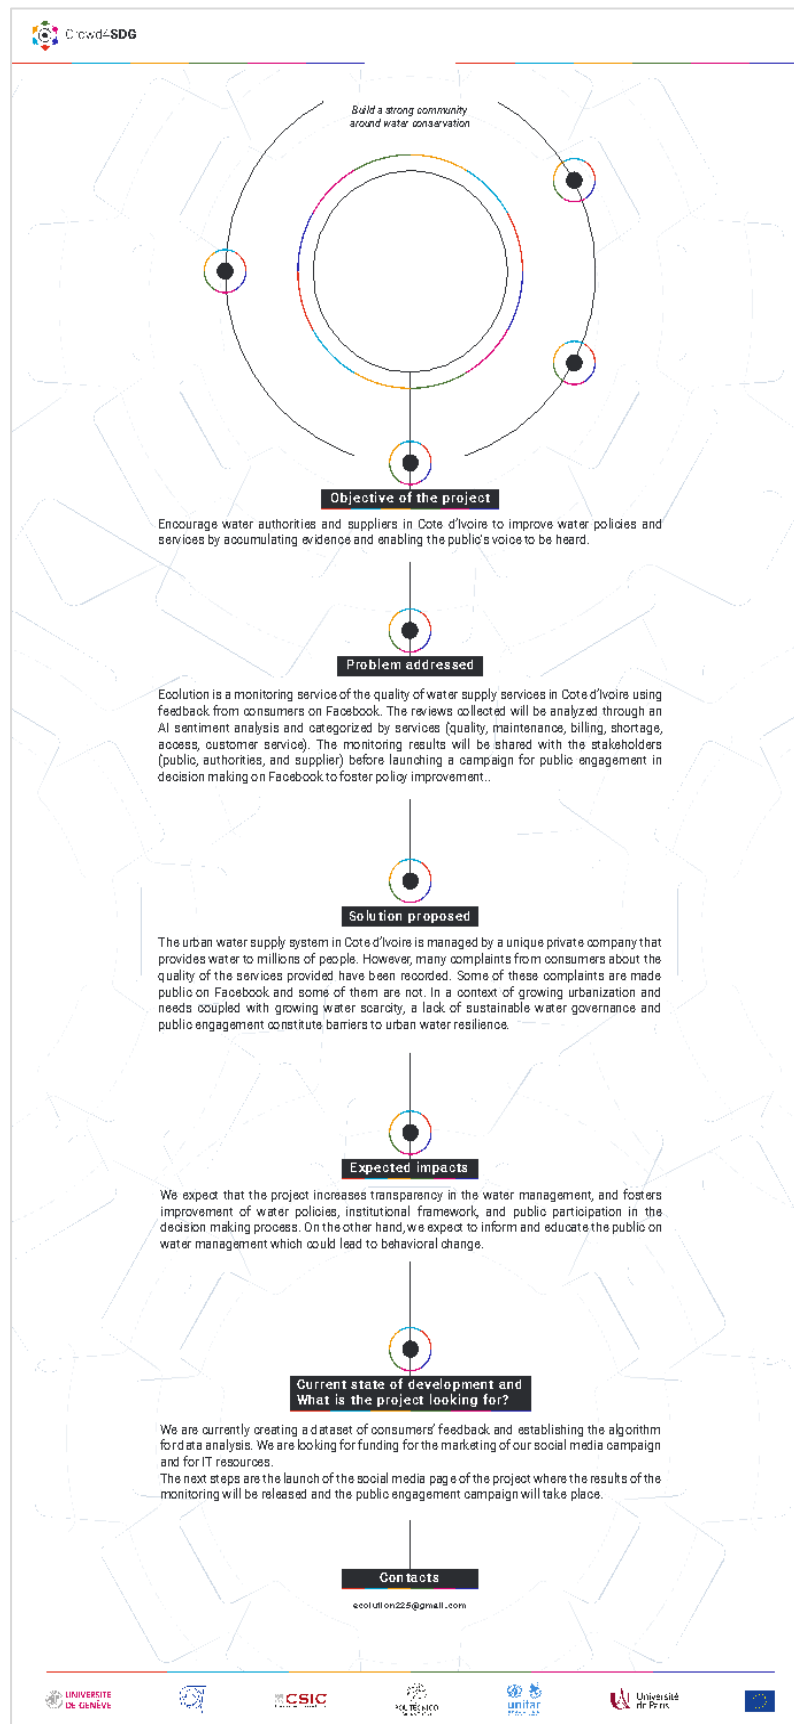 Crowd4SDG
Build a strong community
around water conservation
Objective of the project
Encourage water authorities and suppliers in Cote d'Ivoire to improve water policies and
services by accumulating evidence and enabling the public's voice to be heard.
Problem addressed
Ecolution is a monitoring service of the quality of water supply services in Cote d'Ivoire using
feedback from consumers on Facebook. The reviews collected will be analyzed through an
AI sentiment analysis and categorized by services (quality, maintenance, billing, shortage,
access, customer service). The monitoring results will be shared with the stakeholders
(public, authorities, and supplier) before launching a campaign for public engagement in
decision making on Facebook to foster policy improvement..
Solution proposed
The urban water supply system in Cote d'Ivoire is managed by a unique private company that
provides water to millions of people. However, many complaints from consumers about the
quality of the services provided have been recorded. Some of these complaints are made
public on Facebook and some of them are not. In a context of growing urbanization and
needs coupled with growing water scarcity, a lack of sustainable water governance and
public engagement constitute barriers to urban water resilience.
Expected impacts
We expect that the project increases transparency in the water management, and fosters
improvement of water policies, institutional framework, and public participation in the
decision making process. On the other hand, we expect to inform and educate the public on
water management which could lead to behavioral change.
Current state of development and
What is the project looking for?
We are currently creating a dataset of consumers' feedback and establishing the algorithm
for data analysis. We are looking for funding for the marketing of our social media campaign
and for IT resources.
The next steps are the launch of the social media page of the project where the results of the
monitoring will be released and the public engagement campaign will take place.
Contacts
ecolution225@gmail.com
UNIVERSITÉ
DE GENÈVE
CSIC
POLITECNICO
unitar
Université
de Paris